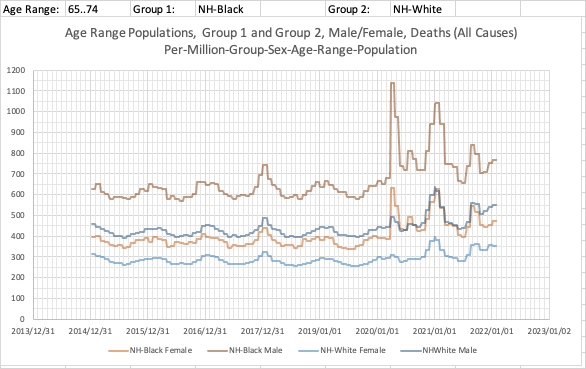 Age Range: 65..74 Group 1: NH-Black Group 2: NH-White
Age Range Populations, Group 1 and Group 2, Male/Female, Deaths (All Causes)
Per-Million-Group-Sex-Age-Range-Population
1200
1100
1000
900
800
700
600
500
400
300
200
100
0
2013/12/31 2014/12/31 2015/12/31 2016/12/31 2017/12/31 2019/01/01 2020/01/01 2021/01/01 2022/01/01 2023/01/02
NH-Black Female NH-Black Male NH-White Female NHWhite Male